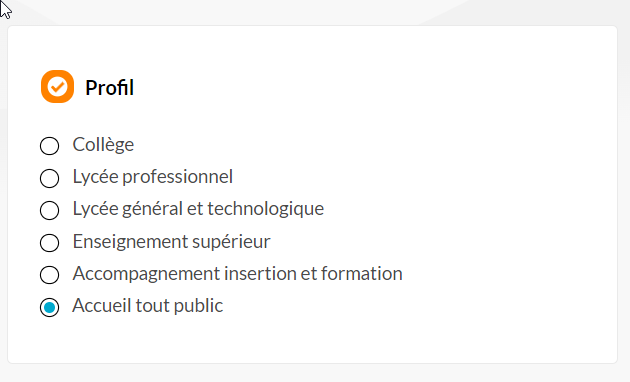 Profil
Collège
Lycée professionnel
Lycée général et technologique
Enseignement supérieur
Accompagnement insertion et formation
Accueil tout public